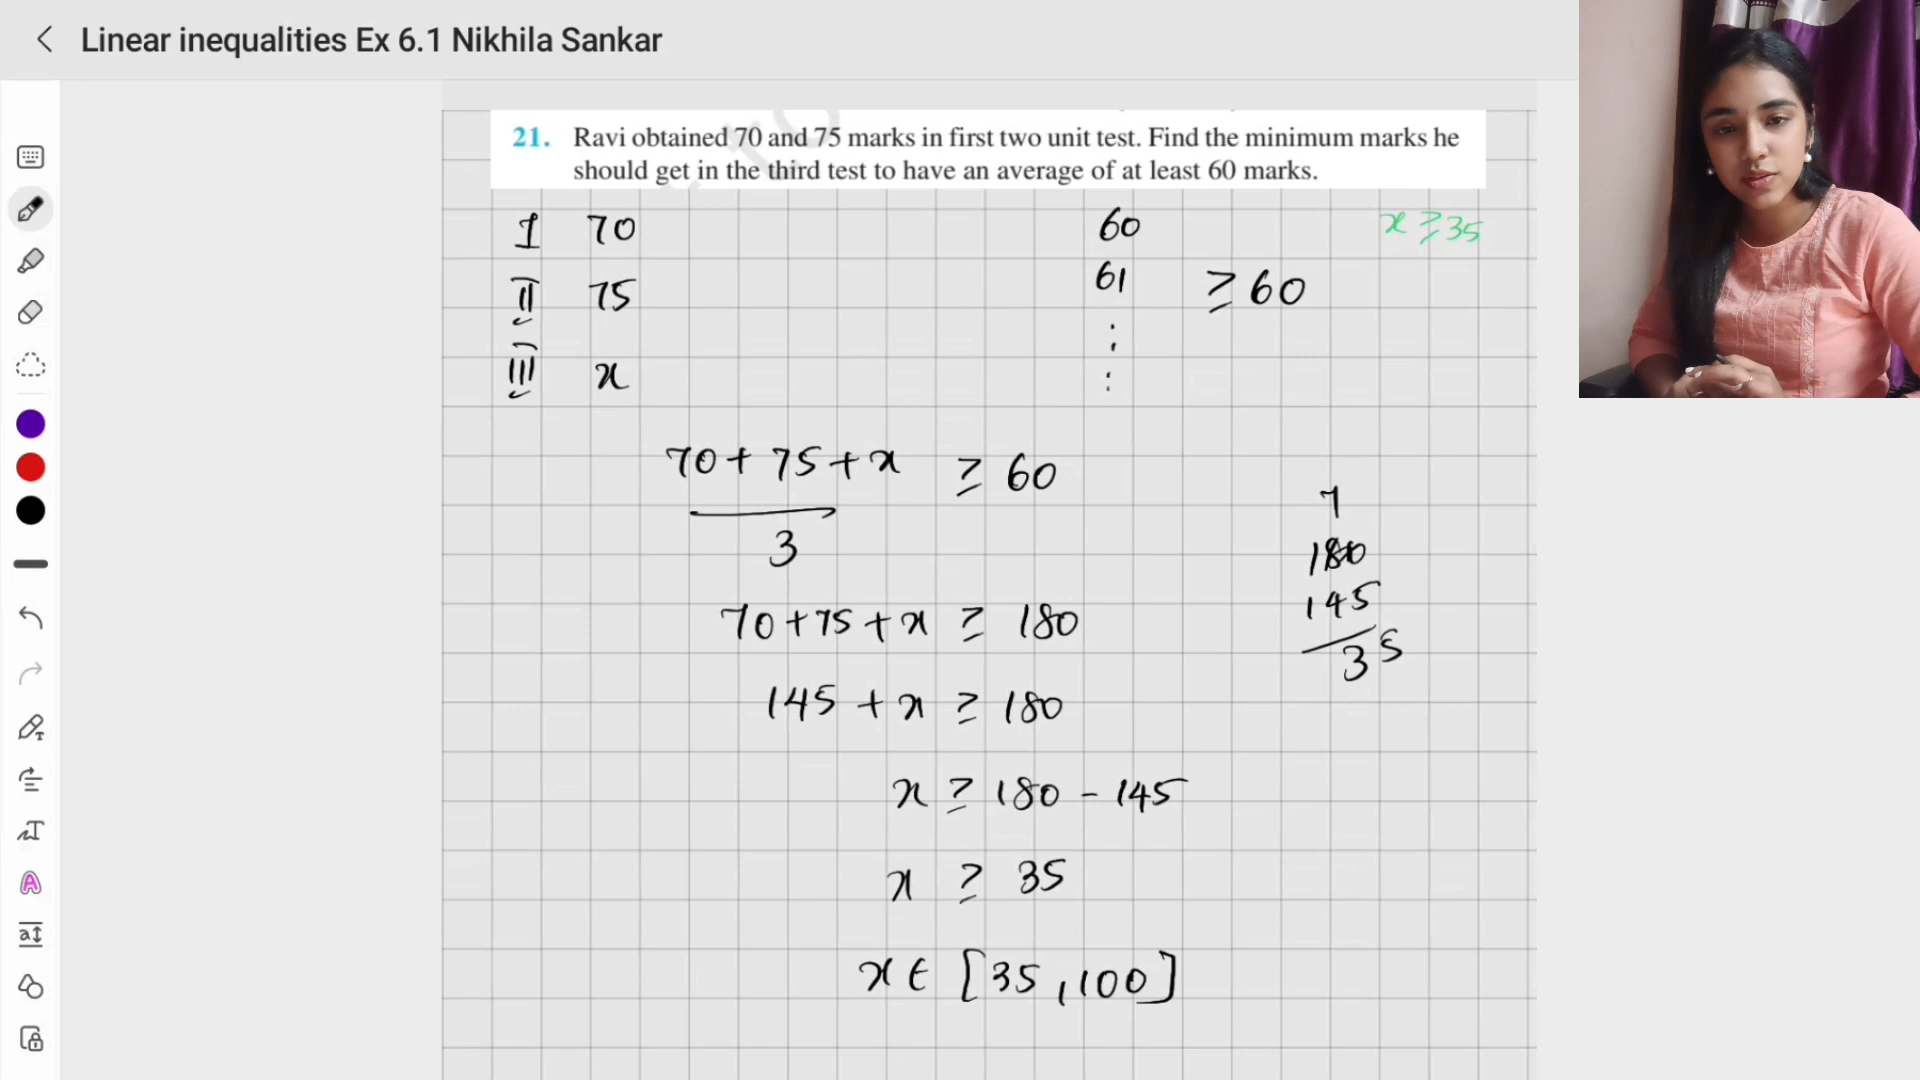 Linear inequalities Ex 6.1 Nikhila Sankar
21. Ravi obtained 70 and 75 marks in first two unit test. Find the minimum marks he
should get in the third test to have an average of at least 60 marks.
I 70
II 75
III x
60
61 ≥ 60
x ≥ 35
70 + 75 + x ≥ 60
3
70 + 75 + x ≥ 180
145 + x ≥ 180
x ≥ 180 - 145
x ≥ 35
x ∈ [35, 100]
7
180
145
35